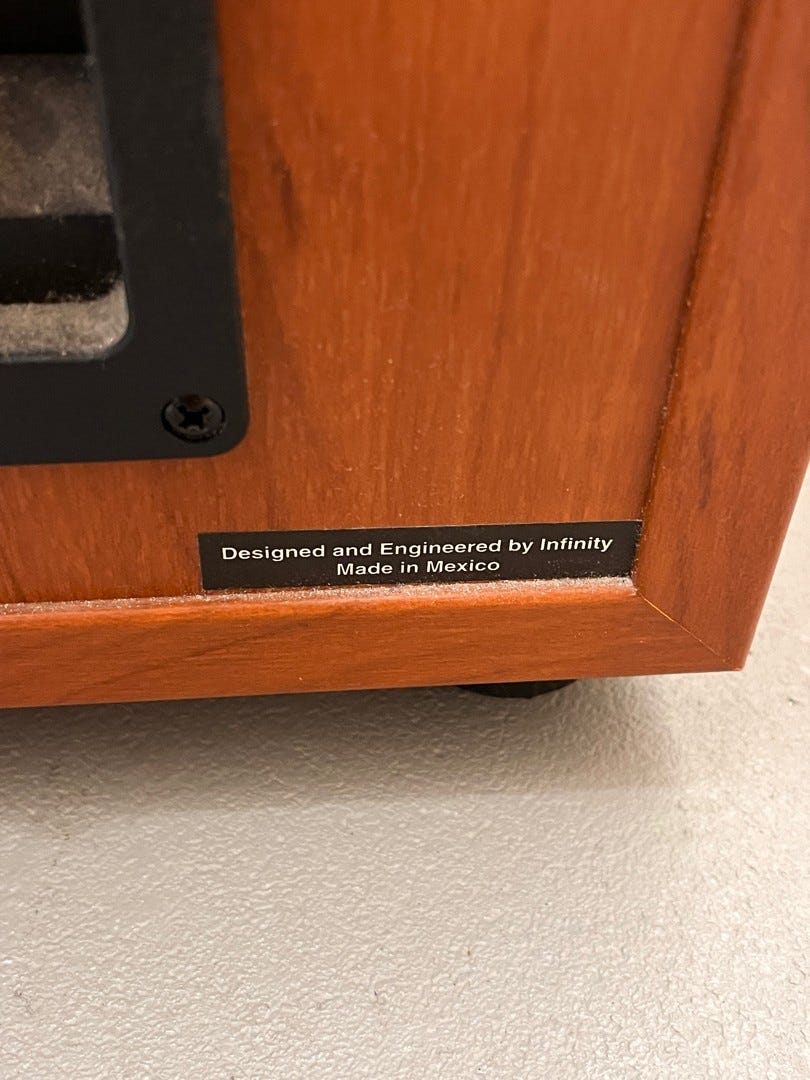 Designed and Engineered by Infinity
Made in Mexico